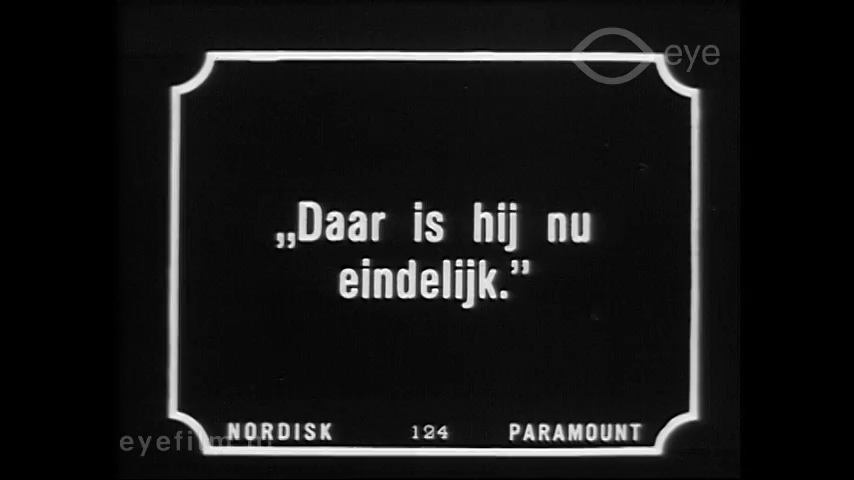 eye
„Daar is hij nu
eindelijk.”
NORDISK 124 PARAMOUNT
eyefilm.nl